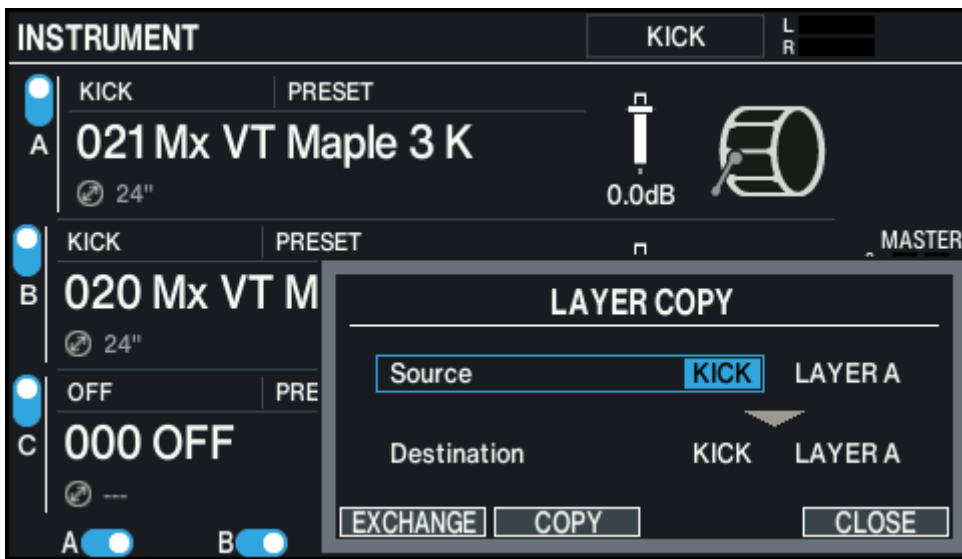 INSTRUMENT KICK L R
KICK PRESET
A 021 Mx VT Maple 3 K
24" 0.0dB
KICK PRESET MASTER
B 020 Mx VT M
24"
LAYER COPY
Source KICK LAYER A
OFF PRE
C 000 OFF
Destination KICK LAYER A
---
EXCHANGE COPY CLOSE
A B